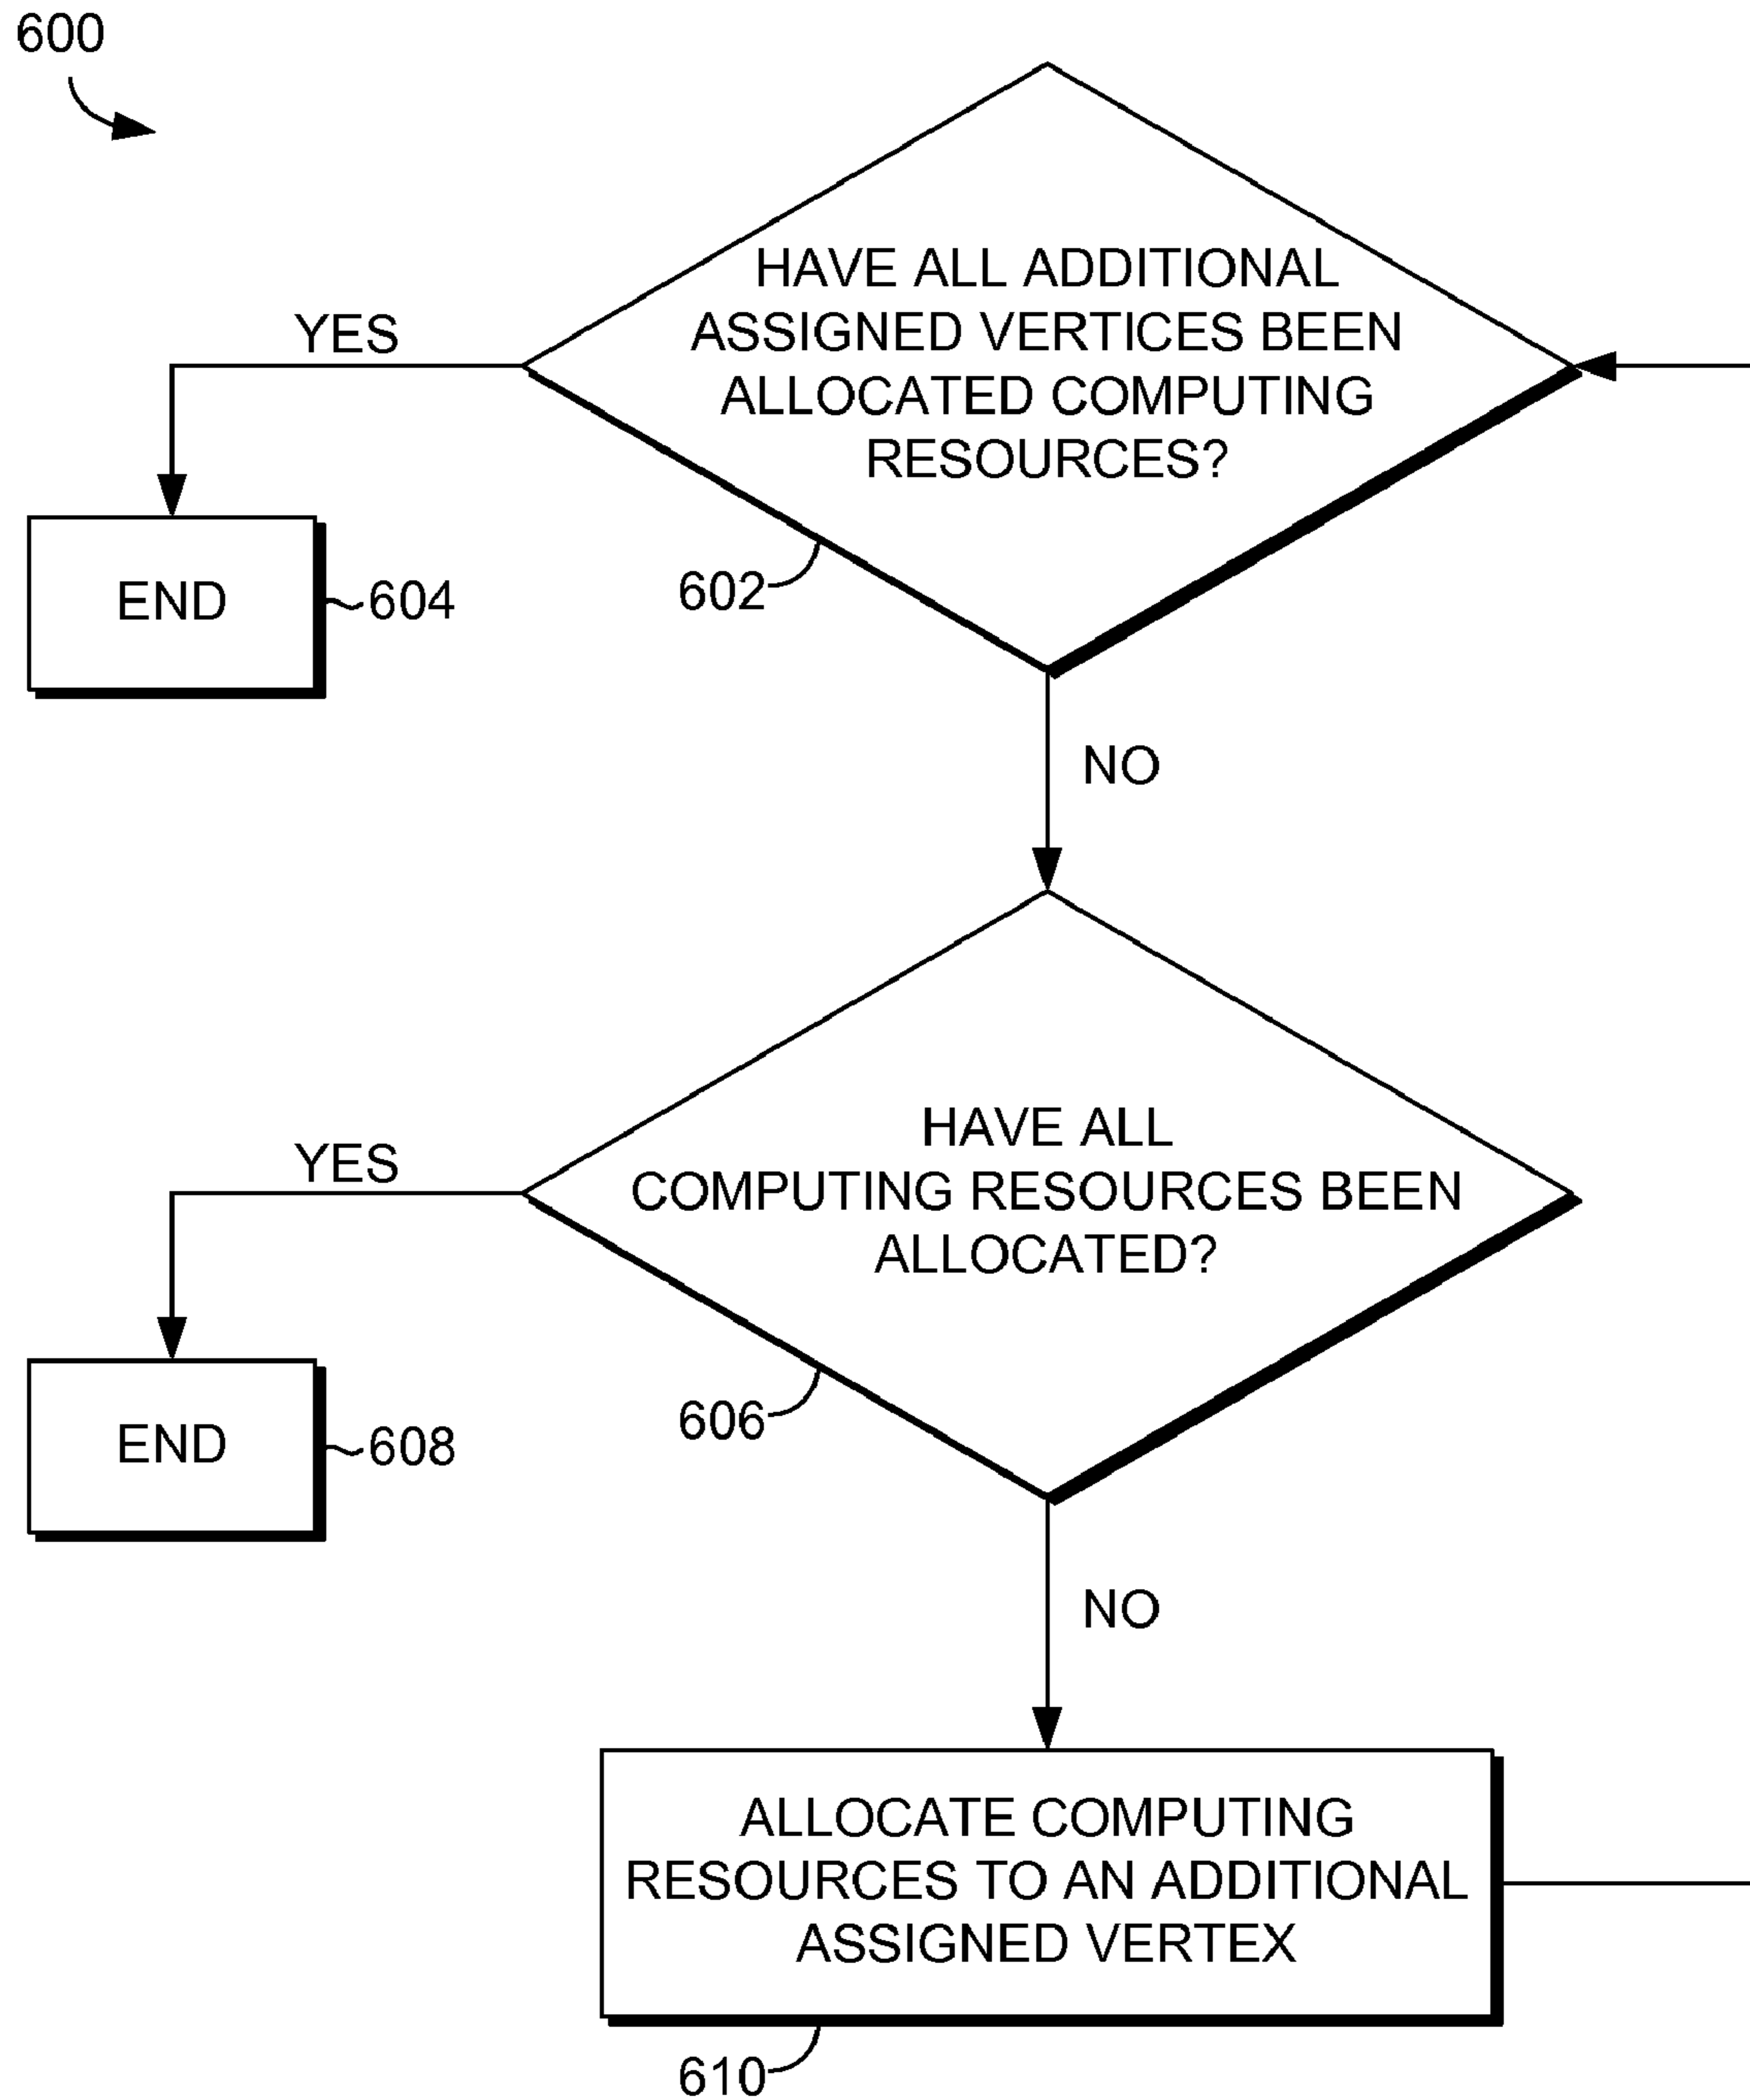 600
HAVE ALL ADDITIONAL
ASSIGNED VERTICES BEEN
ALLOCATED COMPUTING
RESOURCES?
YES
602
END
604
NO
HAVE ALL
COMPUTING RESOURCES BEEN
ALLOCATED?
YES
606
END
608
NO
ALLOCATE COMPUTING
RESOURCES TO AN ADDITIONAL
ASSIGNED VERTEX
610